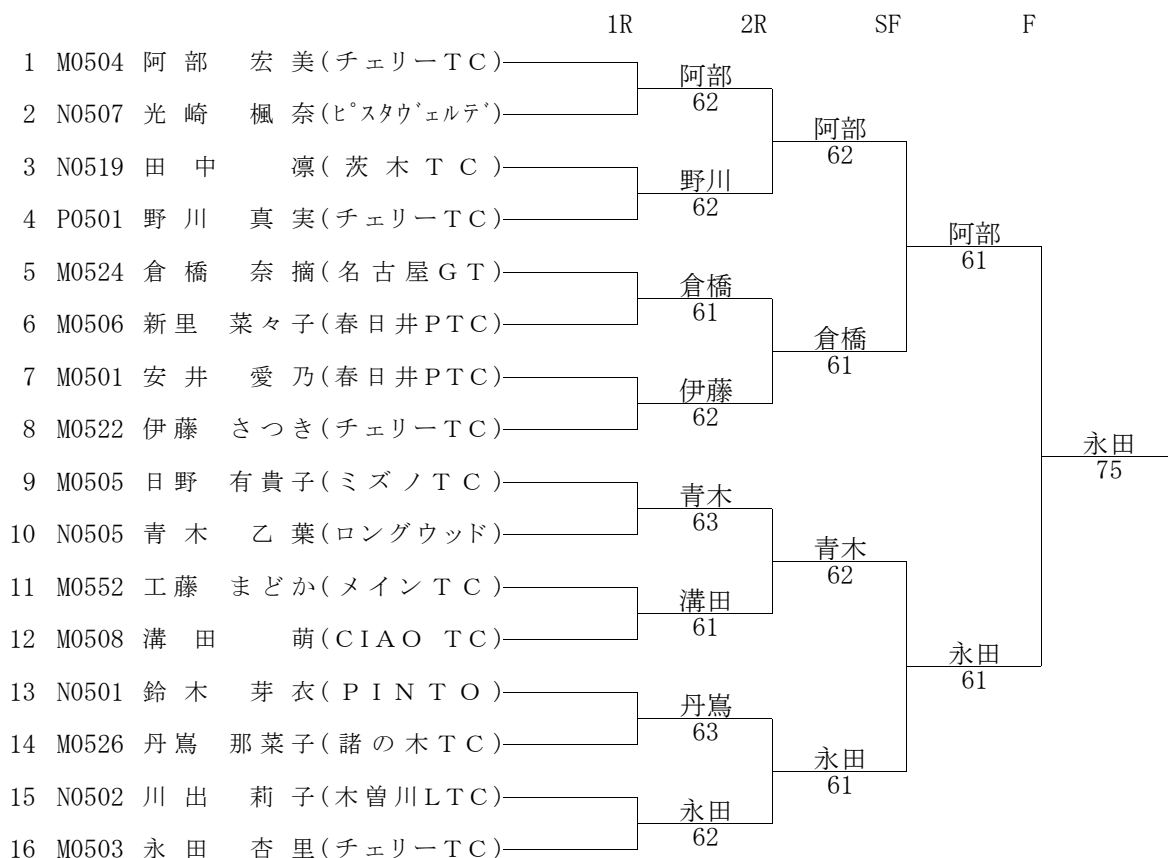 1R 2R SF F
1 M0504 阿部 宏美(チェリーTC)
阿部
62
2 N0507 光崎 楓奈(ピスタヴェルデ)
阿部
62
3 N0519 田中 凛(茨木TC)
野川
62
4 P0501 野川 真実(チェリーTC)
阿部
61
5 M0524 倉橋 奈摘(名古屋GT)
倉橋
61
6 M0506 新里 菜々子(春日井PTC)
倉橋
61
7 M0501 安井 愛乃(春日井PTC)
伊藤
62
8 M0522 伊藤 さつき(チェリーTC)
永田
75
9 M0505 日野 有貴子(ミズノTC)
青木
63
10 N0505 青木 乙葉(ロングウッド)
青木
62
11 M0552 工藤 まどか(メインTC)
溝田
61
12 M0508 溝田 萌(CIAO TC)
永田
61
13 N0501 鈴木 芽衣(PINTO)
丹嶌
63
14 M0526 丹嶌 那菜子(諸の木TC)
永田
61
15 N0502 川出 莉子(木曽川LTC)
永田
62
16 M0503 永田 杏里(チェリーTC)